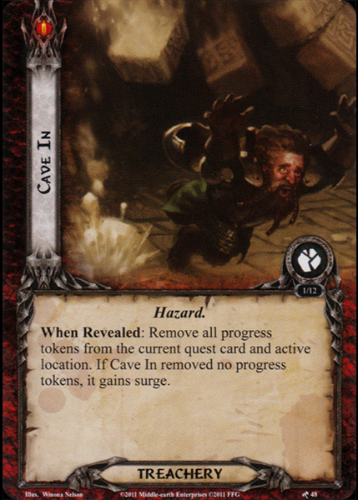 CAVE IN
1/12
Hazard.
When Revealed: Remove all progress
tokens from the current quest card and active
location. If Cave In removed no progress
tokens, it gains surge.
TREACHERY
Illus. Winona Nelson ©2011 Middle-earth Enterprises ©2011 FFG 48